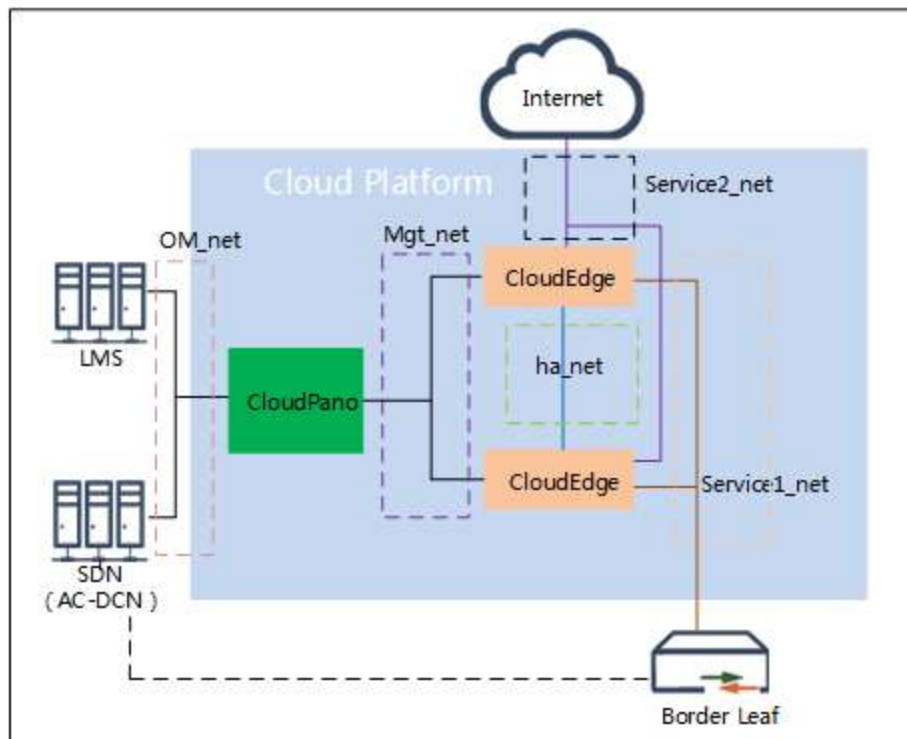 Internet
Cloud Platform
Service2_net
OM_net
Mgt_net
CloudEdge
LMS
ha_net
CloudPano
CloudEdge
Service1_net
SDN
( AC-DCN )
Border Leaf